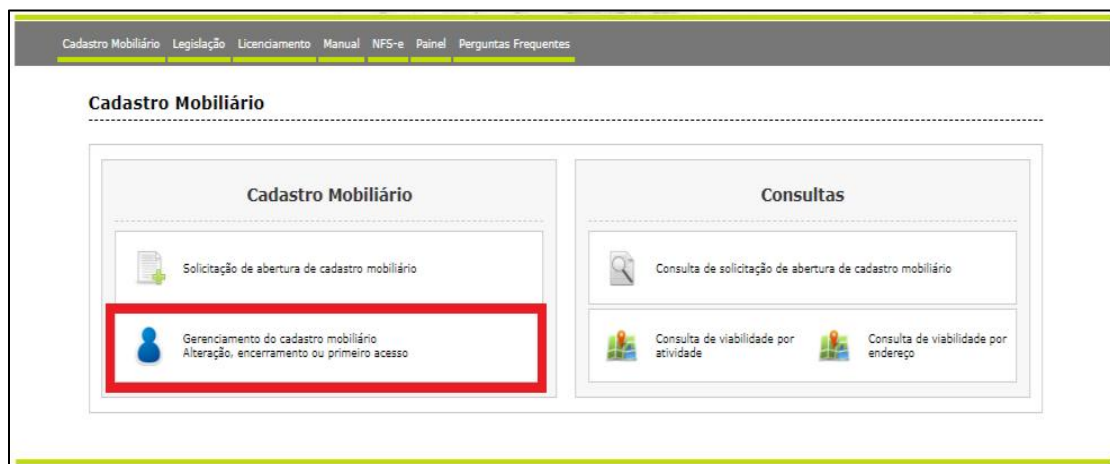 Cadastro Mobiliário Legislação Licenciamento Manual NFS-e Painel Perguntas Frequentes
Cadastro Mobiliário
Cadastro Mobiliário
Solicitação de abertura de cadastro mobiliário
Gerenciamento do cadastro mobiliário
Alteração, encerramento ou primeiro acesso
Consultas
Consulta de solicitação de abertura de cadastro mobiliário
Consulta de viabilidade por
atividade
Consulta de viabilidade por
endereço